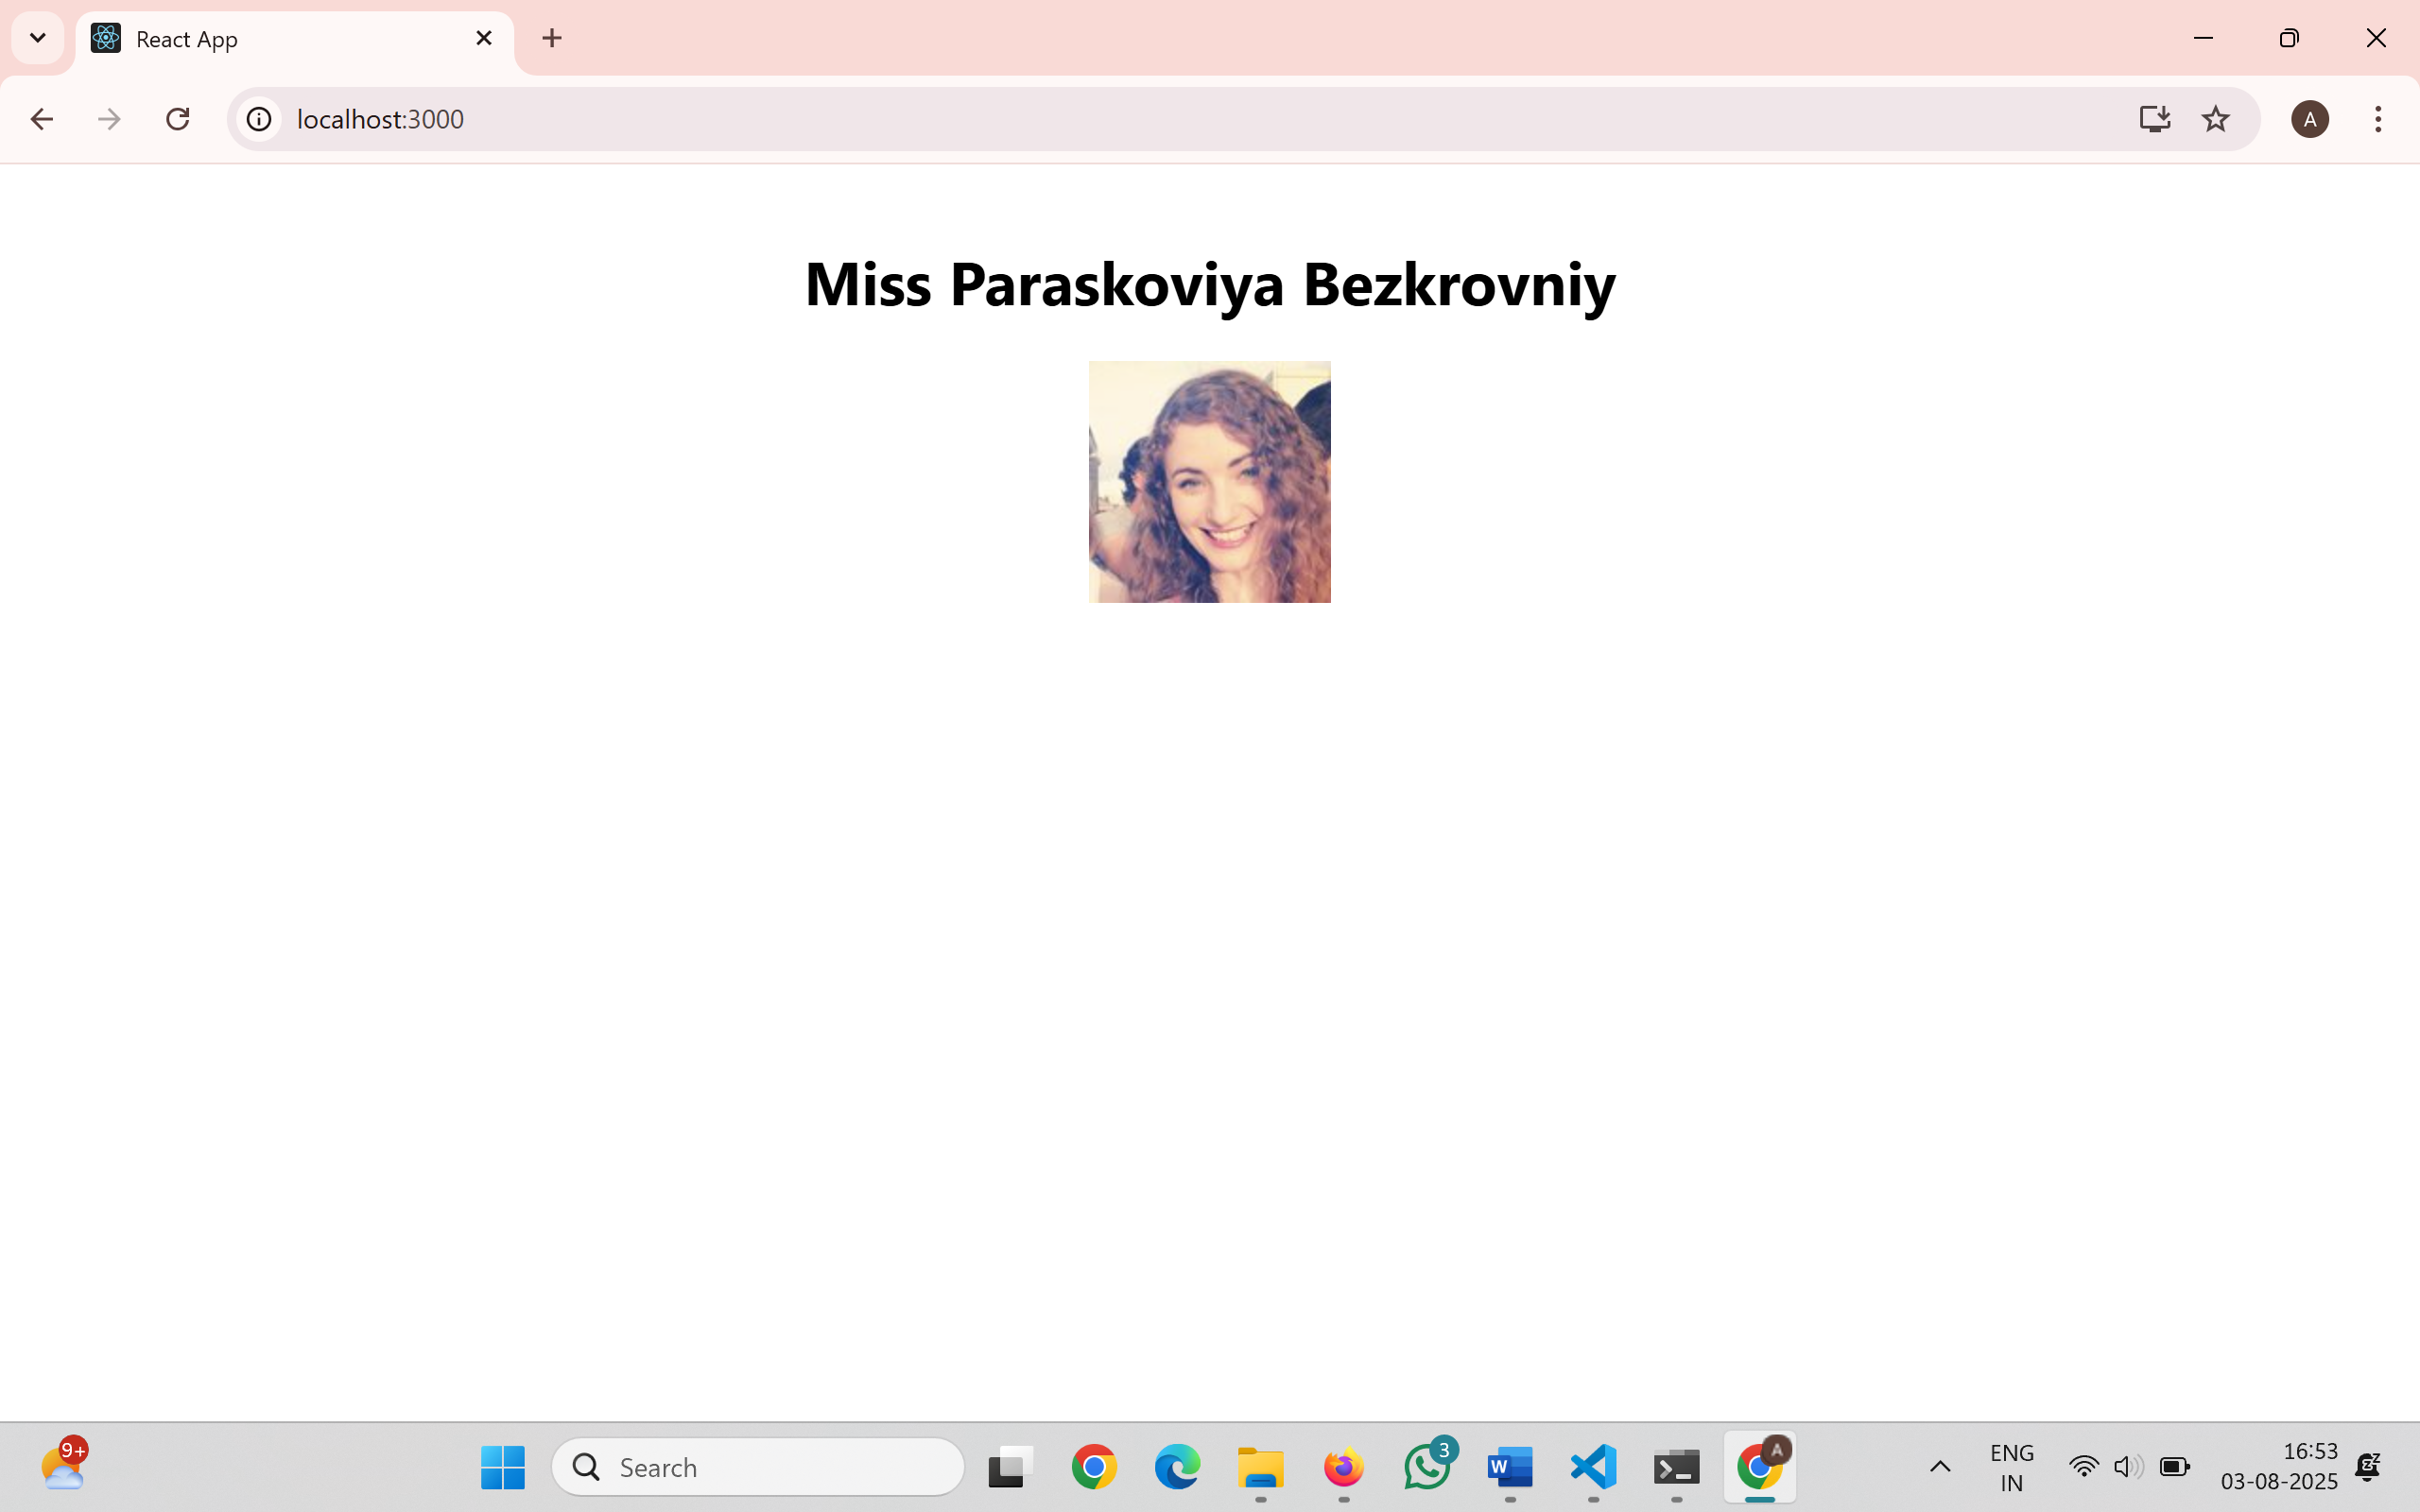 React App
localhost:3000
A
Miss Paraskoviya Bezkrovniy
9+
Search
3
W
A
ENG
IN
16:53
03-08-2025